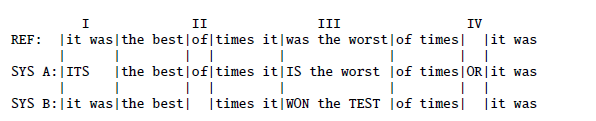 I II III IV
REF: |it was|the best|of|times it|was the worst|of times| |it was
| | | | | | | |
SYS A:|ITS |the best|of|times it|IS the worst |of times|OR|it was
| | | | | | | |
SYS B:|it was|the best| |times it|WON the TEST |of times| |it was